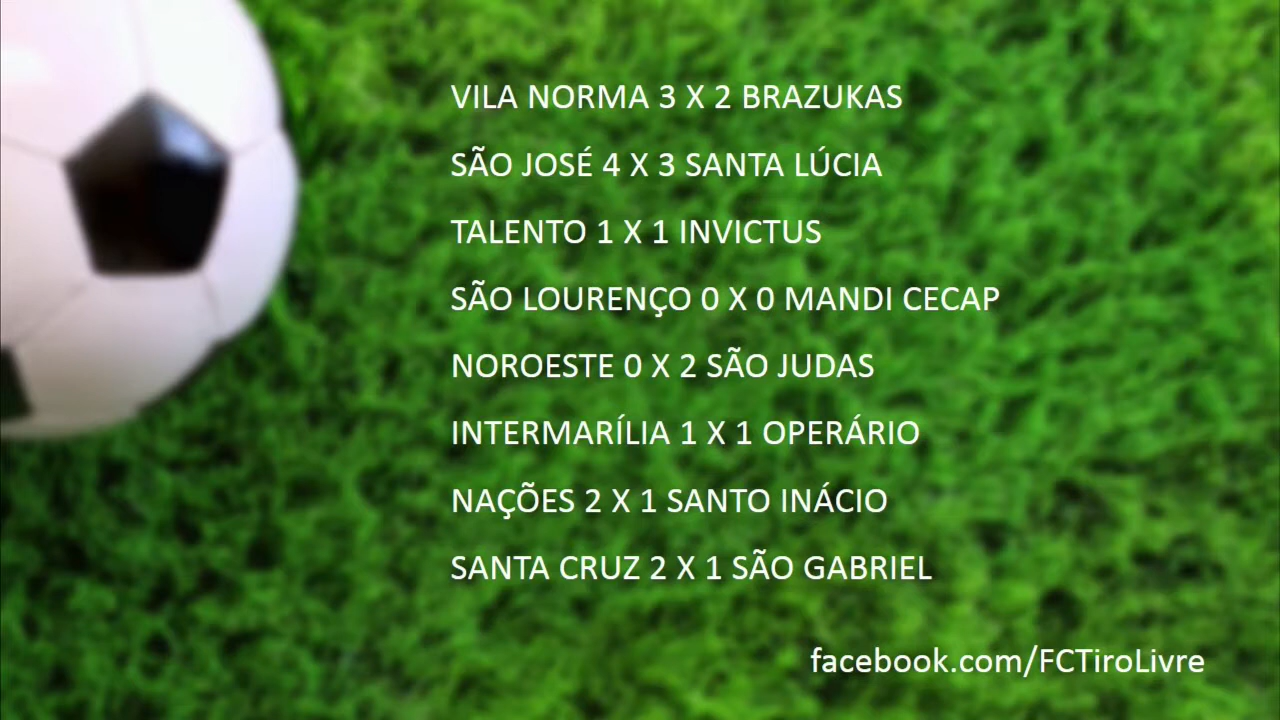 VILA NORMA 3 X 2 BRAZUKAS
SÃO JOSÉ 4 X 3 SANTA LÚCIA
TALENTO 1 X 1 INVICTUS
SÃO LOURENÇO 0 X 0 MANDI CECAP
NOROESTE 0 X 2 SÃO JUDAS
INTERMARÍLIA 1 X 1 OPERÁRIO
NAÇÕES 2 X 1 SANTO INÁCIO
SANTA CRUZ 2 X 1 SÃO GABRIEL
facebook.com/FCTiroLivre